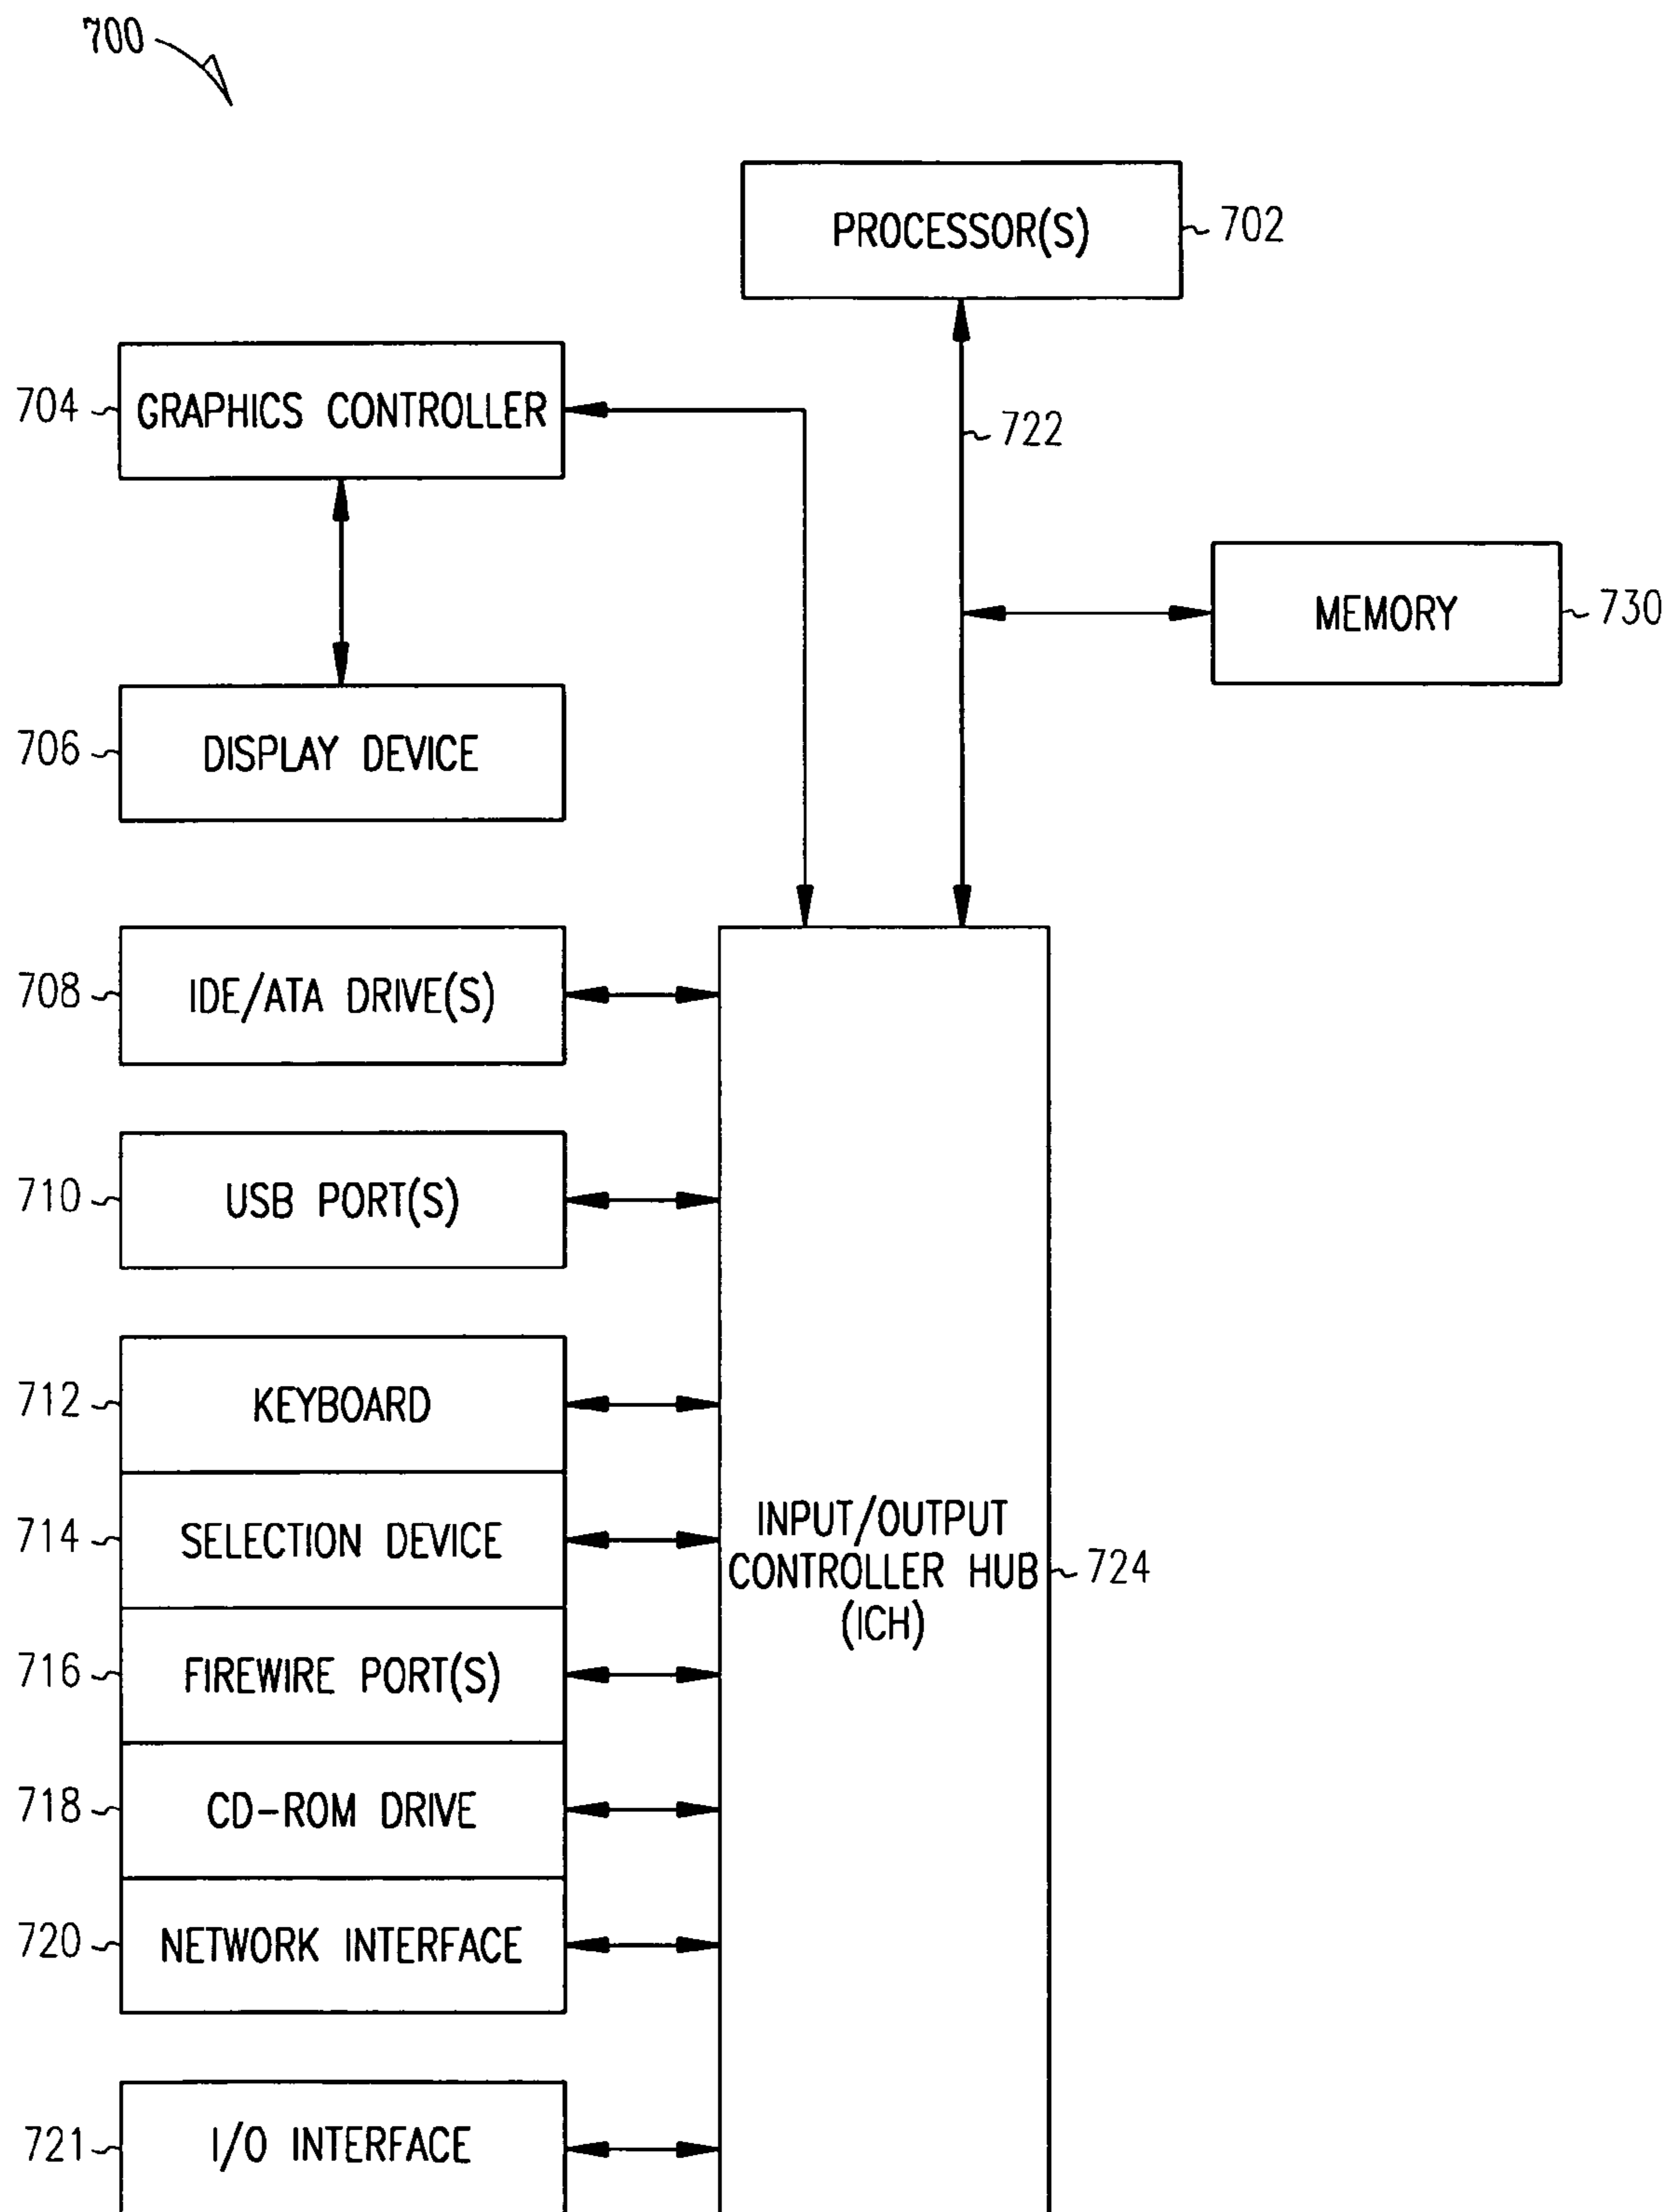 700
PROCESSOR(S)
702
704
GRAPHICS CONTROLLER
722
MEMORY
730
706
DISPLAY DEVICE
708
IDE/ATA DRIVE(S)
710
USB PORT(S)
712
KEYBOARD
714
SELECTION DEVICE
INPUT/OUTPUT
CONTROLLER HUB
(ICH)
724
716
FIREWIRE PORT(S)
718
CD-ROM DRIVE
720
NETWORK INTERFACE
721
I/O INTERFACE